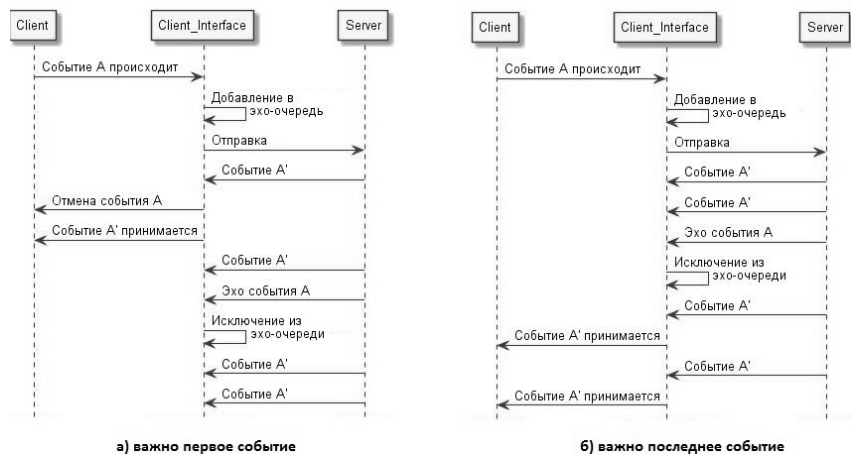 Client
Client_Interface
Server
Событие А происходит
Добавление в
эхо-очередь
Отправка
Событие А'
Отмена события А
Событие А' принимается
Событие А'
Эхо события А
Исключение из
эхо-очереди
Событие А'
Событие А'
а) важно первое событие
Client
Client_Interface
Server
Событие А происходит
Добавление в
эхо-очередь
Отправка
Событие А'
Событие А'
Эхо события А
Исключение из
эхо-очереди
Событие А'
Событие А' принимается
Событие А'
Событие А' принимается
б) важно последнее событие